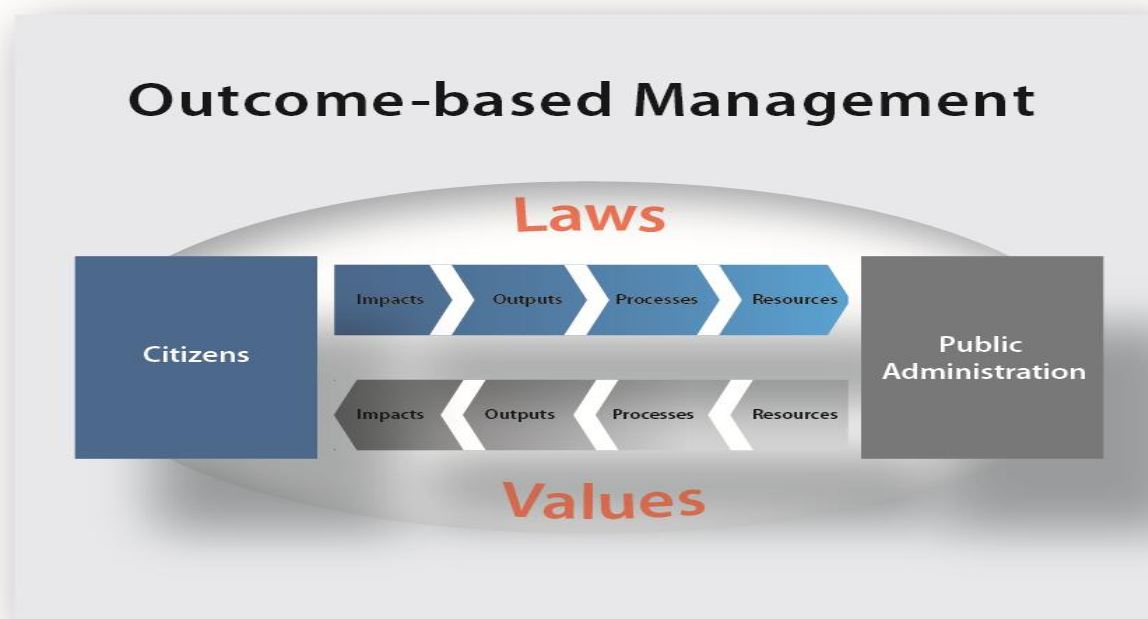 Outcome-based Management
Laws
Citizens
Impacts Outputs Processes Resources
Public
Administration
Impacts Outputs Processes Resources
Values